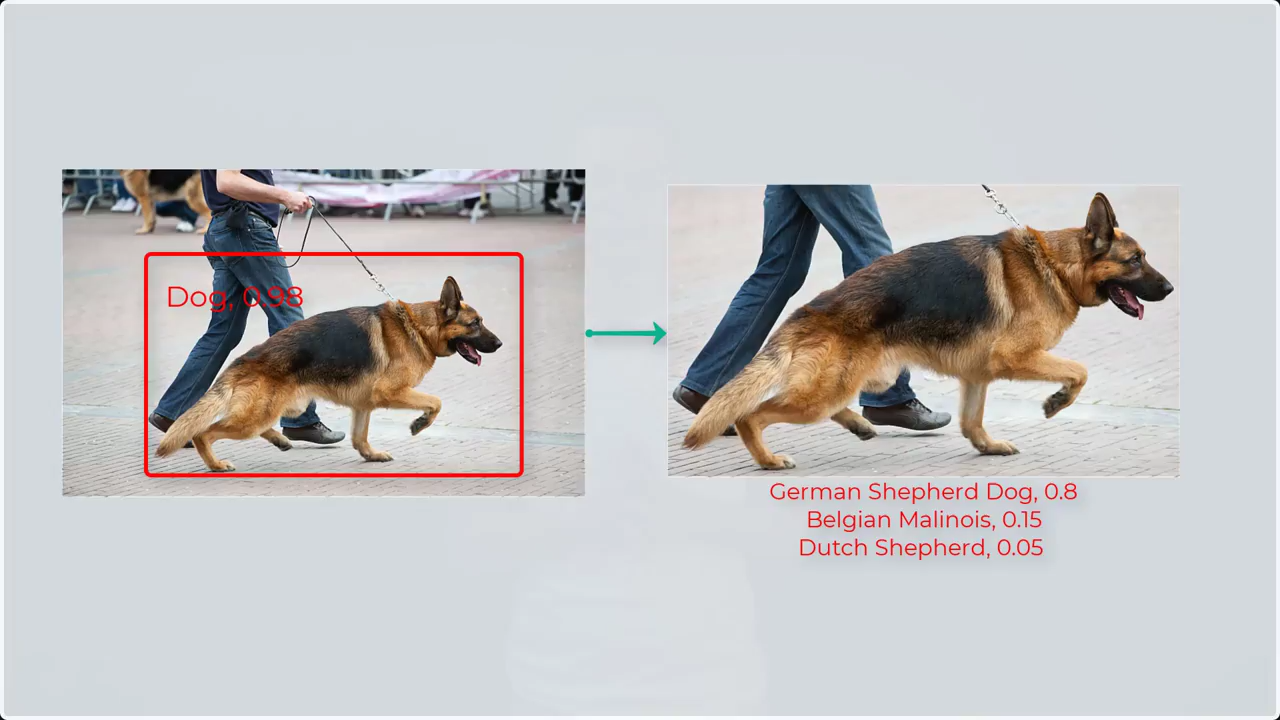 Dog, 0.98
German Shepherd Dog, 0.8
Belgian Malinois, 0.15
Dutch Shepherd, 0.05